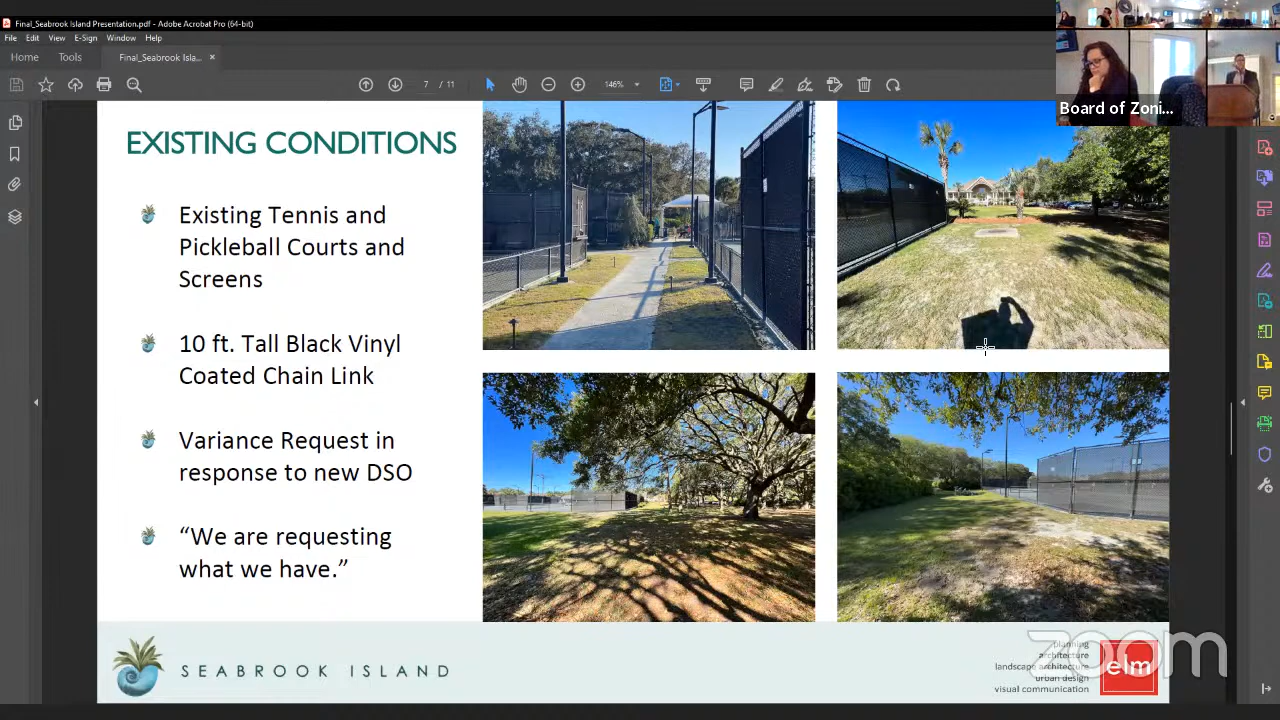 Final_Seabrook Island Presentation.pdf - Adobe Acrobat Pro (64-bit)
File Edit View E-Sign Window Help
Home Tools Final_Seabrook Isla... ×
7 / 11 146%
Board of Zoni...
EXISTING CONDITIONS
Existing Tennis and
Pickleball Courts and
Screens
10 ft. Tall Black Vinyl
Coated Chain Link
Variance Request in
response to new DSO
“We are requesting
what we have.”
SEABROOK ISLAND
planning
architecture
landscape architecture
urban design
visual communication
elm
zoom